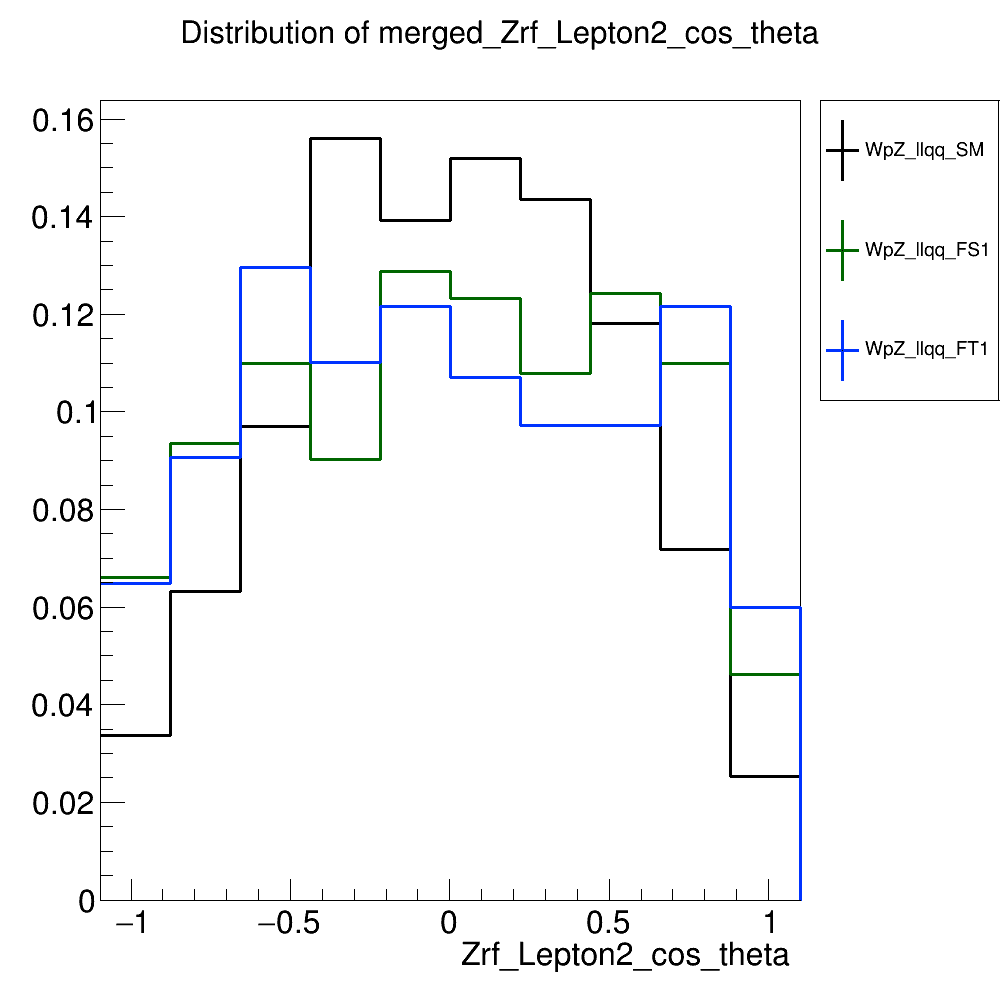 Distribution of merged_Zrf_Lepton2_cos_theta
0.16
0.14
0.12
0.1
0.08
0.06
0.04
0.02
0
−1
−0.5
0
0.5
1
Zrf_Lepton2_cos_theta
WpZ_llqq_SM
WpZ_llqq_FS1
WpZ_llqq_FT1